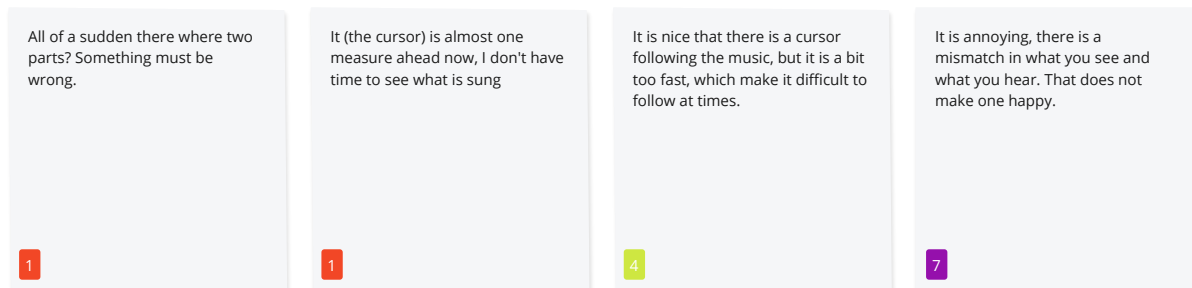 All of a sudden there where two
parts? Something must be
wrong.
1
It (the cursor) is almost one
measure ahead now, I don't have
time to see what is sung
1
It is nice that there is a cursor
following the music, but it is a bit
too fast, which make it difficult to
follow at times.
4
It is annoying, there is a
mismatch in what you see and
what you hear. That does not
make one happy.
7